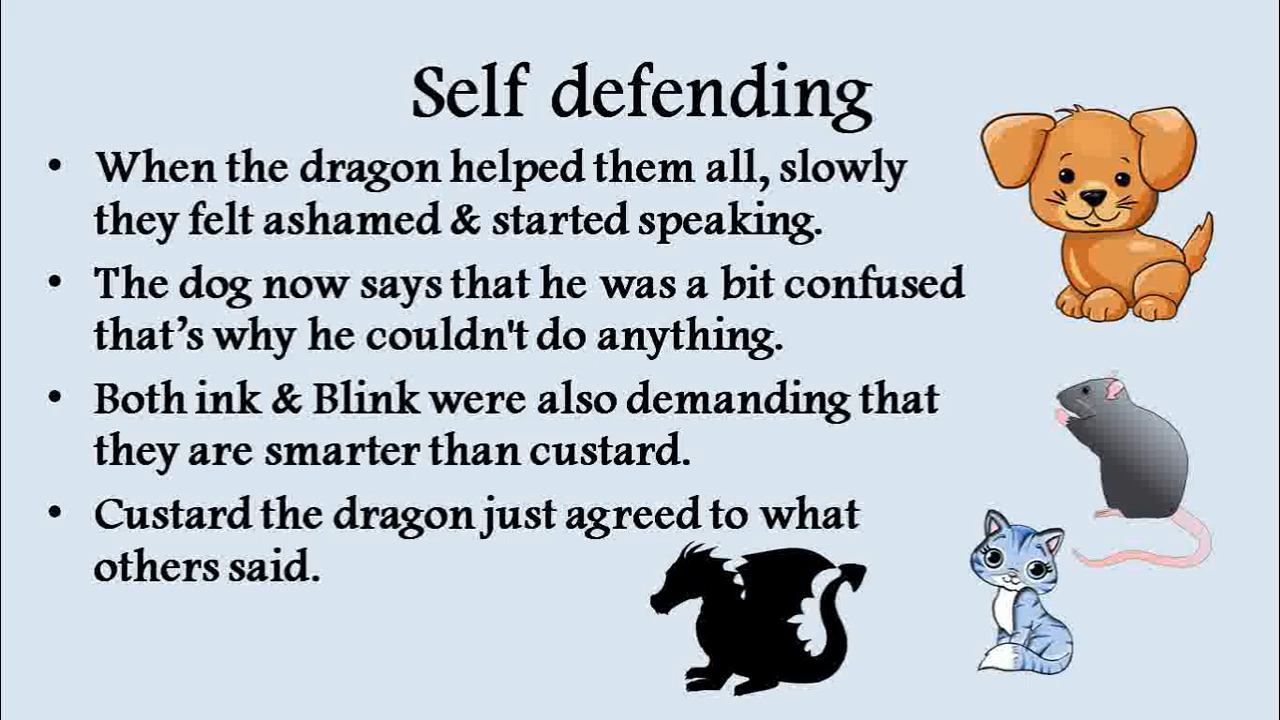 Self defending
• When the dragon helped them all, slowly
they felt ashamed & started speaking.
• The dog now says that he was a bit confused
that’s why he couldn't do anything.
• Both ink & Blink were also demanding that
they are smarter than custard.
• Custard the dragon just agreed to what
others said.